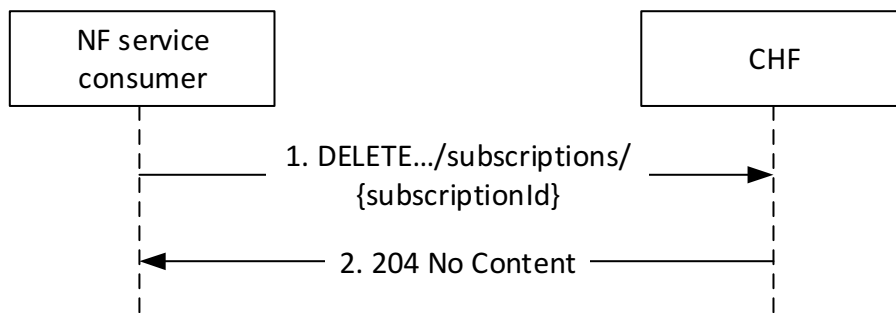 NF service
consumer
CHF
1. DELETE…/subscriptions/
{subscriptionId}
2. 204 No Content